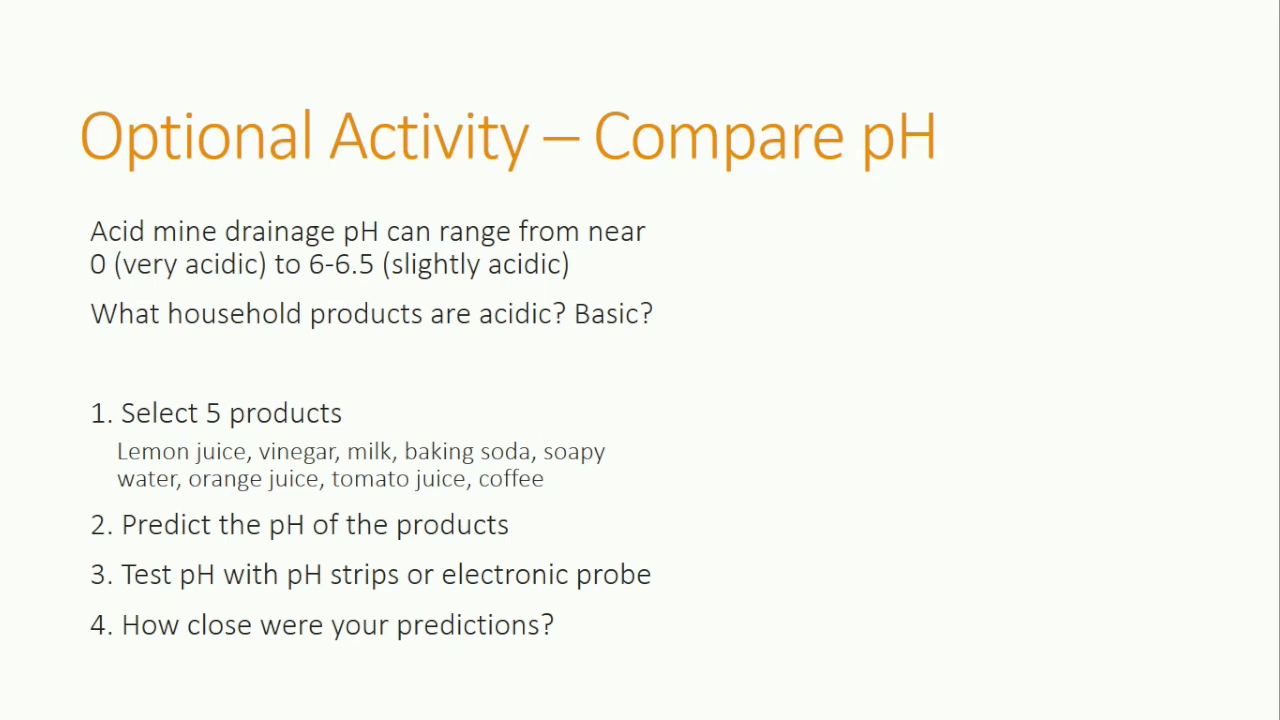 Optional Activity – Compare pH
Acid mine drainage pH can range from near
0 (very acidic) to 6-6.5 (slightly acidic)
What household products are acidic? Basic?
1. Select 5 products
Lemon juice, vinegar, milk, baking soda, soapy
water, orange juice, tomato juice, coffee
2. Predict the pH of the products
3. Test pH with pH strips or electronic probe
4. How close were your predictions?